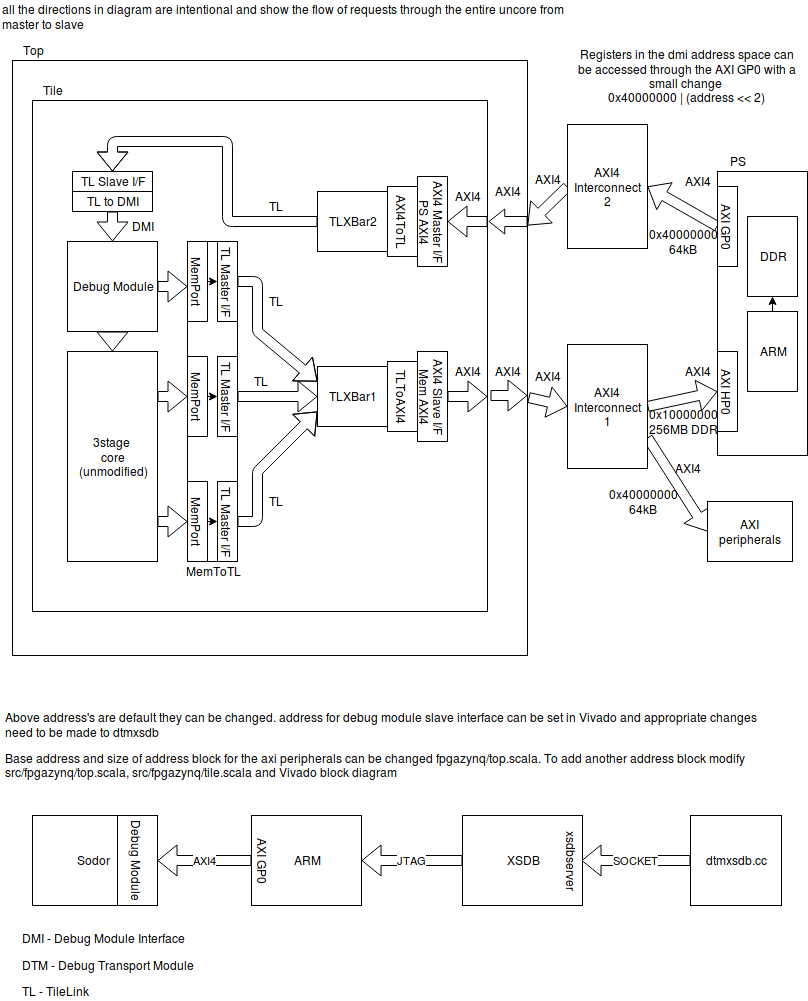 all the directions in diagram are intentional and show the flow of requests through the entire uncore from
master to slave
Top
Registers in the dmi address space can
be accessed through the AXI GP0 with a
small change
0x40000000 | (address << 2)
Tile
PS
TL Slave I/F
TL to DMI
DMI
TL
TLXBar2
AXI4ToTL
AXI4 Master I/F
PS AXI4
AXI4
AXI4
AXI4
AXI4
Interconnect
2
AXI4
AXI GP0
0x40000000
64kB
DDR
ARM
Debug Module
MemPort
TL Master I/F
TL
3stage
core
(unmodified)
MemPort
TL Master I/F
TL
TLXBar1
TLToAXI4
AXI4 Slave I/F
Mem AXI4
AXI4
AXI4
AXI4
AXI4
Interconnect
1
AXI4
AXI HP0
0x10000000
256MB DDR
AXI4
0x40000000
64kB
AXI
peripherals
MemPort
TL Master I/F
TL
MemToTL
Above address's are default they can be changed. address for debug module slave interface can be set in Vivado and appropriate changes
need to be made to dtmxsdb
Base address and size of address block for the axi peripherals can be changed fpgazynq/top.scala. To add another address block modify
src/fpgazynq/top.scala, src/fpgazynq/tile.scala and Vivado block diagram
Sodor
Debug Module
AXI4
AXI GP0
ARM
JTAG
XSDB
xsdbserver
SOCKET
dtmxsdb.cc
DMI - Debug Module Interface
DTM - Debug Transport Module
TL - TileLink